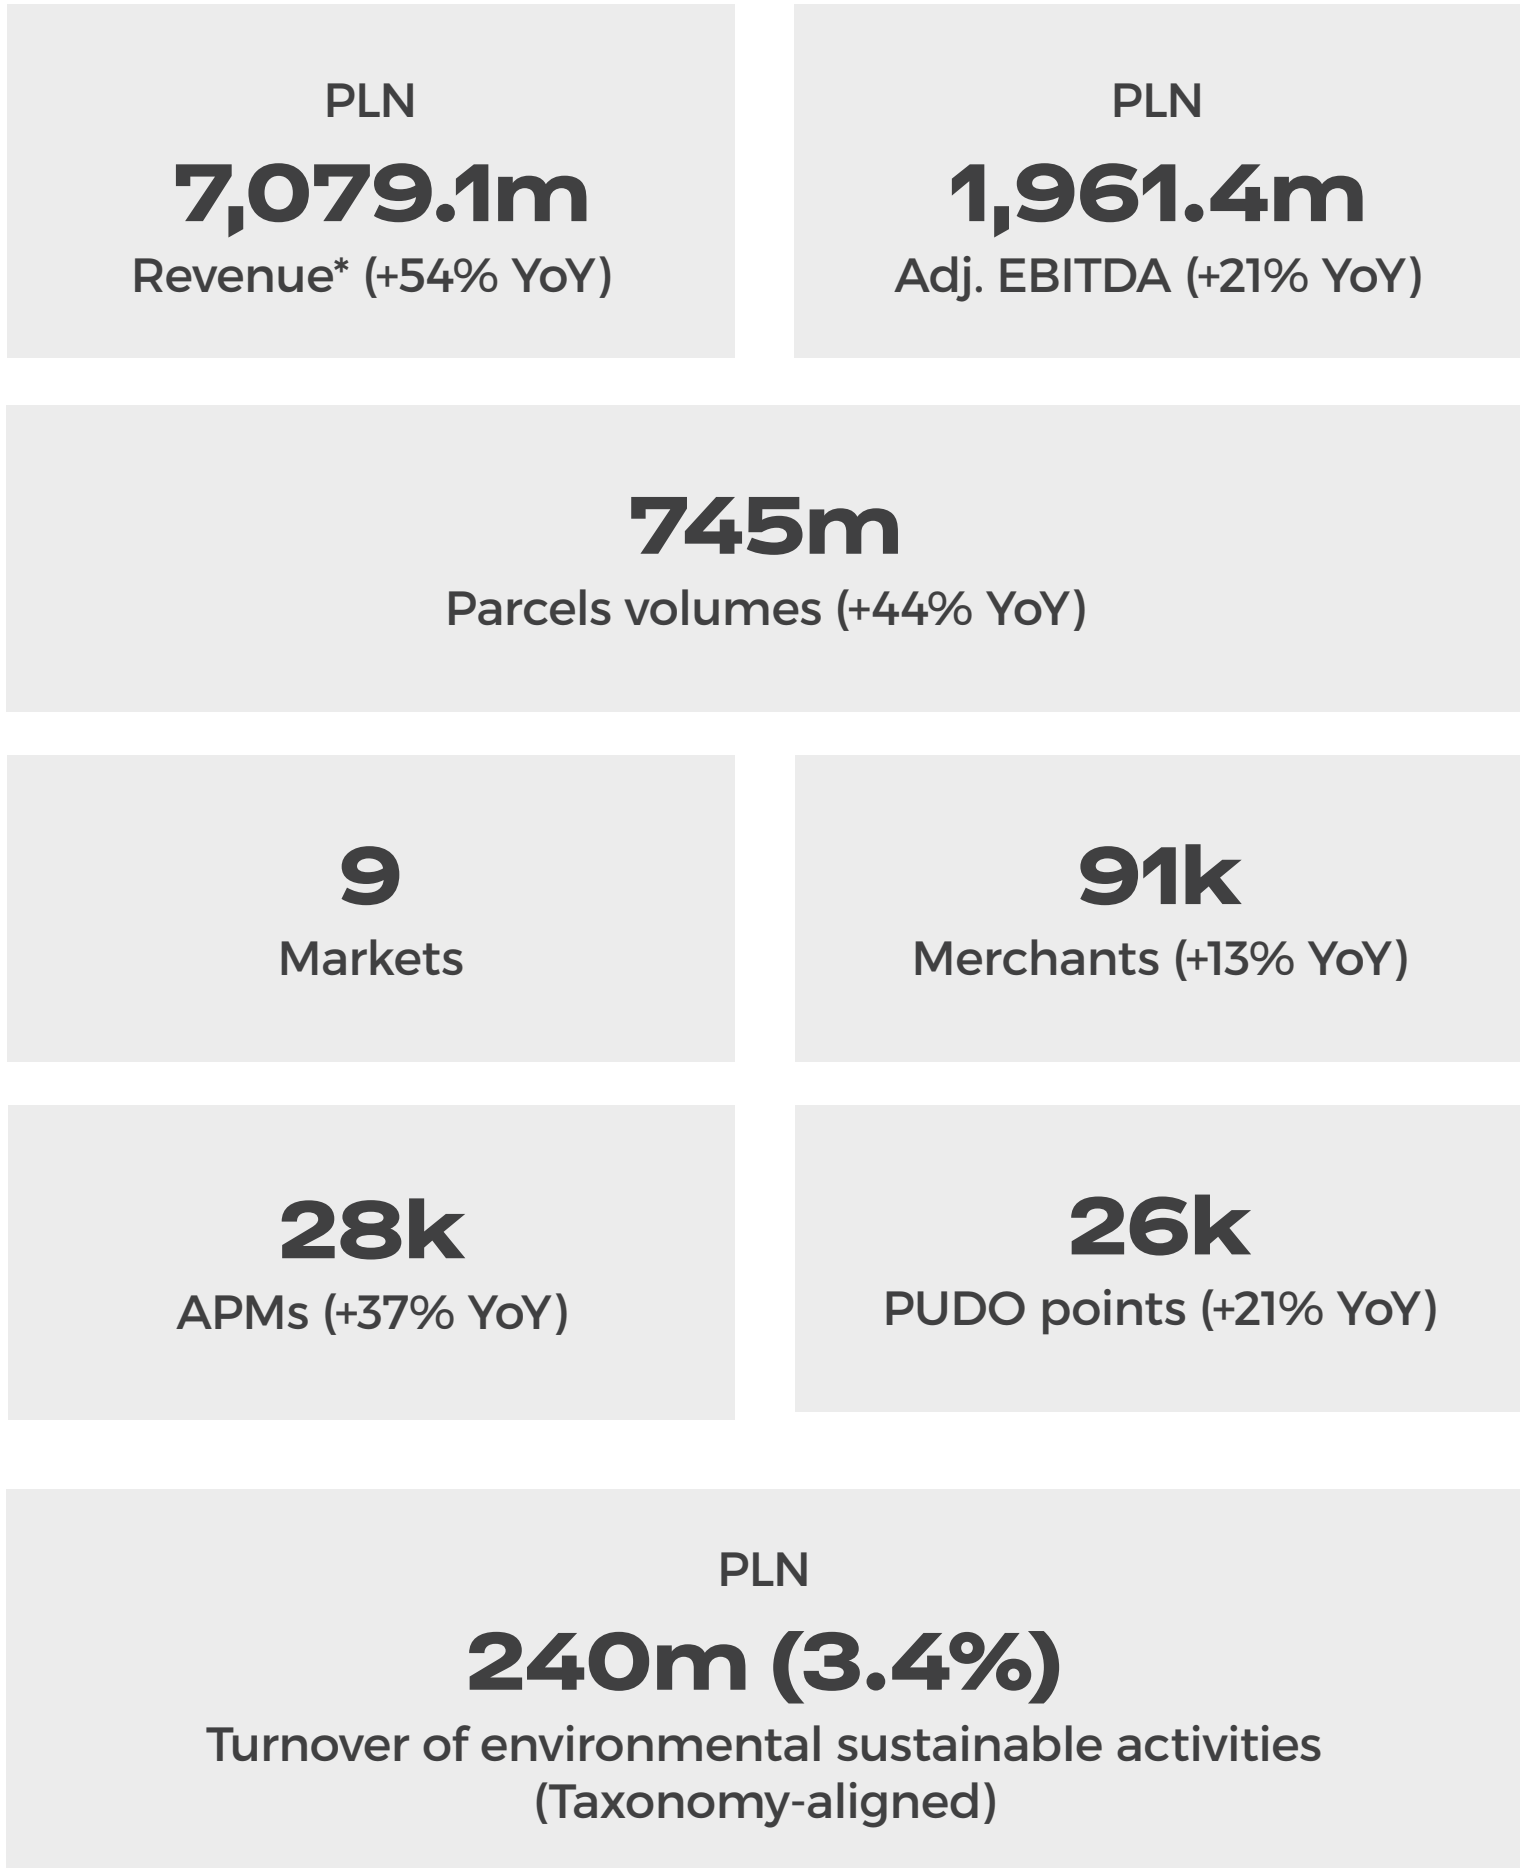 PLN
7,079.1m
Revenue* (+54% YoY)
PLN
1,961.4m
Adj. EBITDA (+21% YoY)
745m
Parcels volumes (+44% YoY)
9
Markets
91k
Merchants (+13% YoY)
28k
APMs (+37% YoY)
26k
PUDO points (+21% YoY)
PLN
240m (3.4%)
Turnover of environmental sustainable activities
(Taxonomy-aligned)